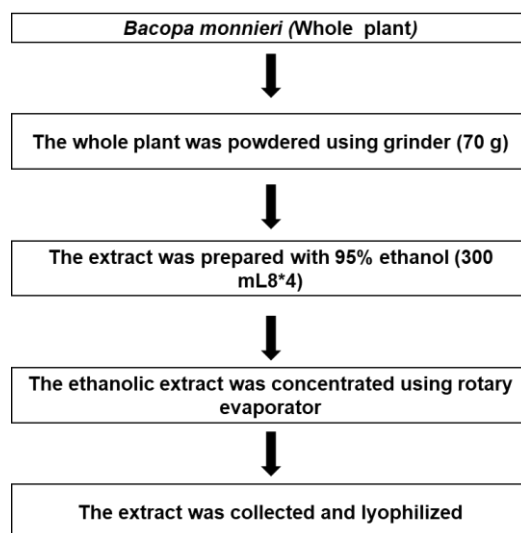 Bacopa monnieri (Whole plant)
The whole plant was powdered using grinder (70 g)
The extract was prepared with 95% ethanol (300
mL8*4)
The ethanolic extract was concentrated using rotary
evaporator
The extract was collected and lyophilized